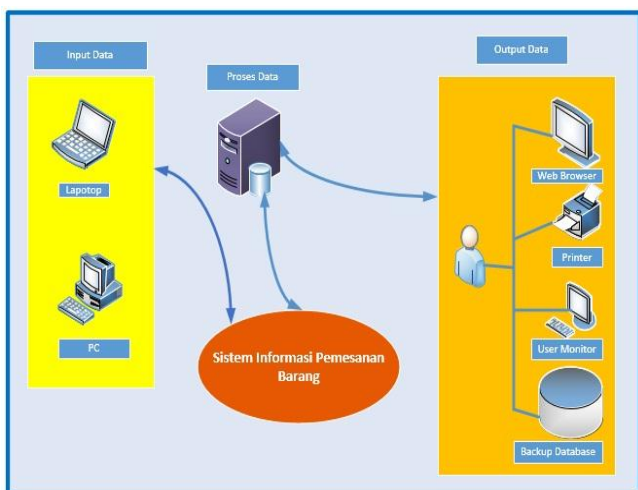 Input Data
Proses Data
Output Data
Lapotop
PC
Sistem Informasi Pemesanan
Barang
Web Browser
Printer
User Monitor
Backup Database